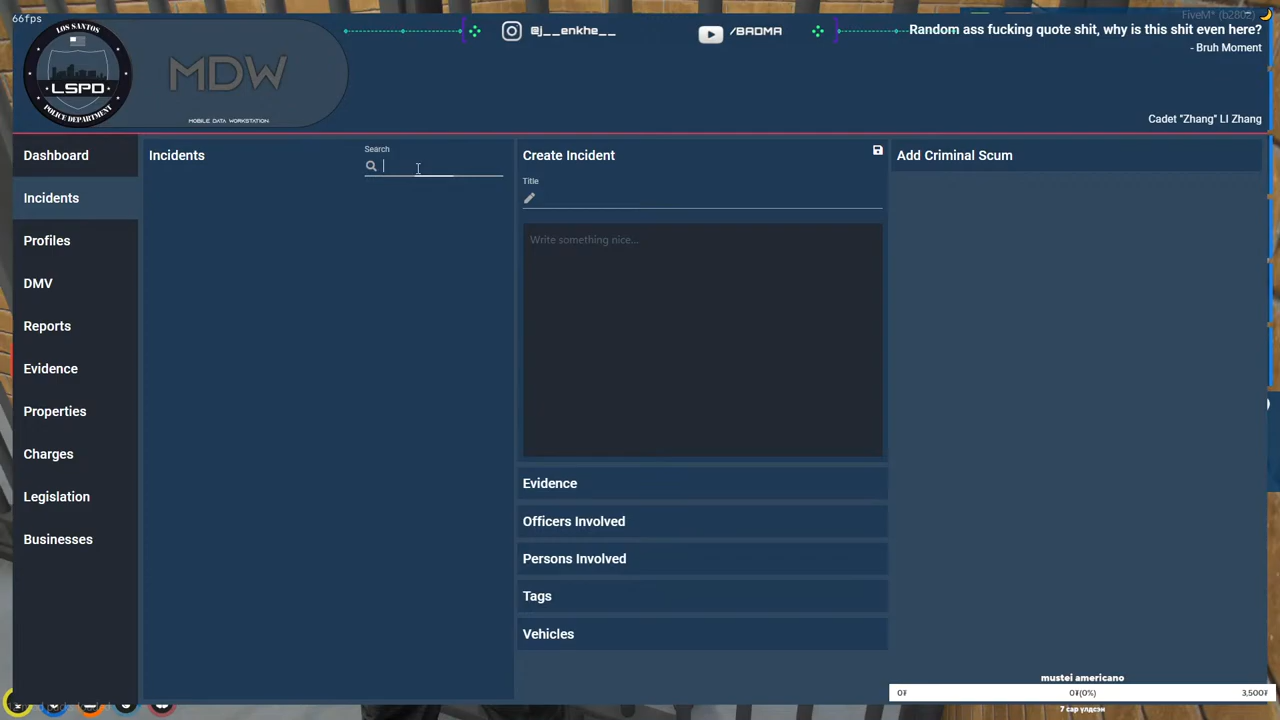 66fps
FiveM* (b2802)
LOS SANTOS
LSPD
POLICE DEPARTMENT
MDW
MOBILE DATA WORKSTATION
@j__enkhe__
/BADMA
Random ass fucking quote shit, why is this shit even here?
- Bruh Moment
Cadet "Zhang" LI Zhang
Dashboard
Incidents
Profiles
DMV
Reports
Evidence
Properties
Charges
Legislation
Businesses
Incidents
Search
Create Incident
Title
Write something nice...
Evidence
Officers Involved
Persons Involved
Tags
Vehicles
Add Criminal Scum
mustei americano
0₮
0₮(0%)
3,500₮
7 сар үлдсэн